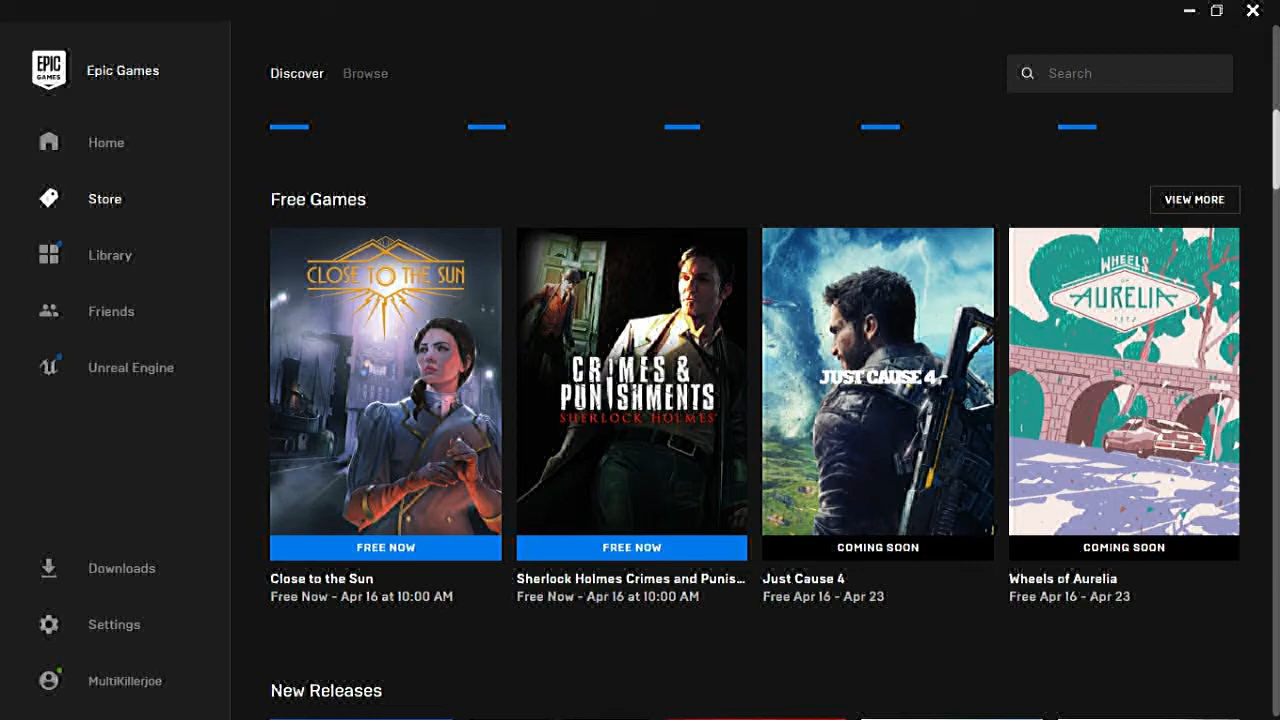 EPIC
GAMES
Epic Games
Discover
Browse
Search
Home
Store
Library
Friends
Unreal Engine
Downloads
Settings
MultiKillerjoe
Free Games
VIEW MORE
CLOSE TO THE SUN
FREE NOW
Close to the Sun
Free Now - Apr 16 at 10:00 AM
CRIMES &
PUNISHMENTS
SHERLOCK HOLMES
FREE NOW
Sherlock Holmes Crimes and Punis...
Free Now - Apr 16 at 10:00 AM
JUST CAUSE 4
COMING SOON
Just Cause 4
Free Apr 16 - Apr 23
WHEELS
AURELIA
COMING SOON
Wheels of Aurelia
Free Apr 16 - Apr 23
New Releases